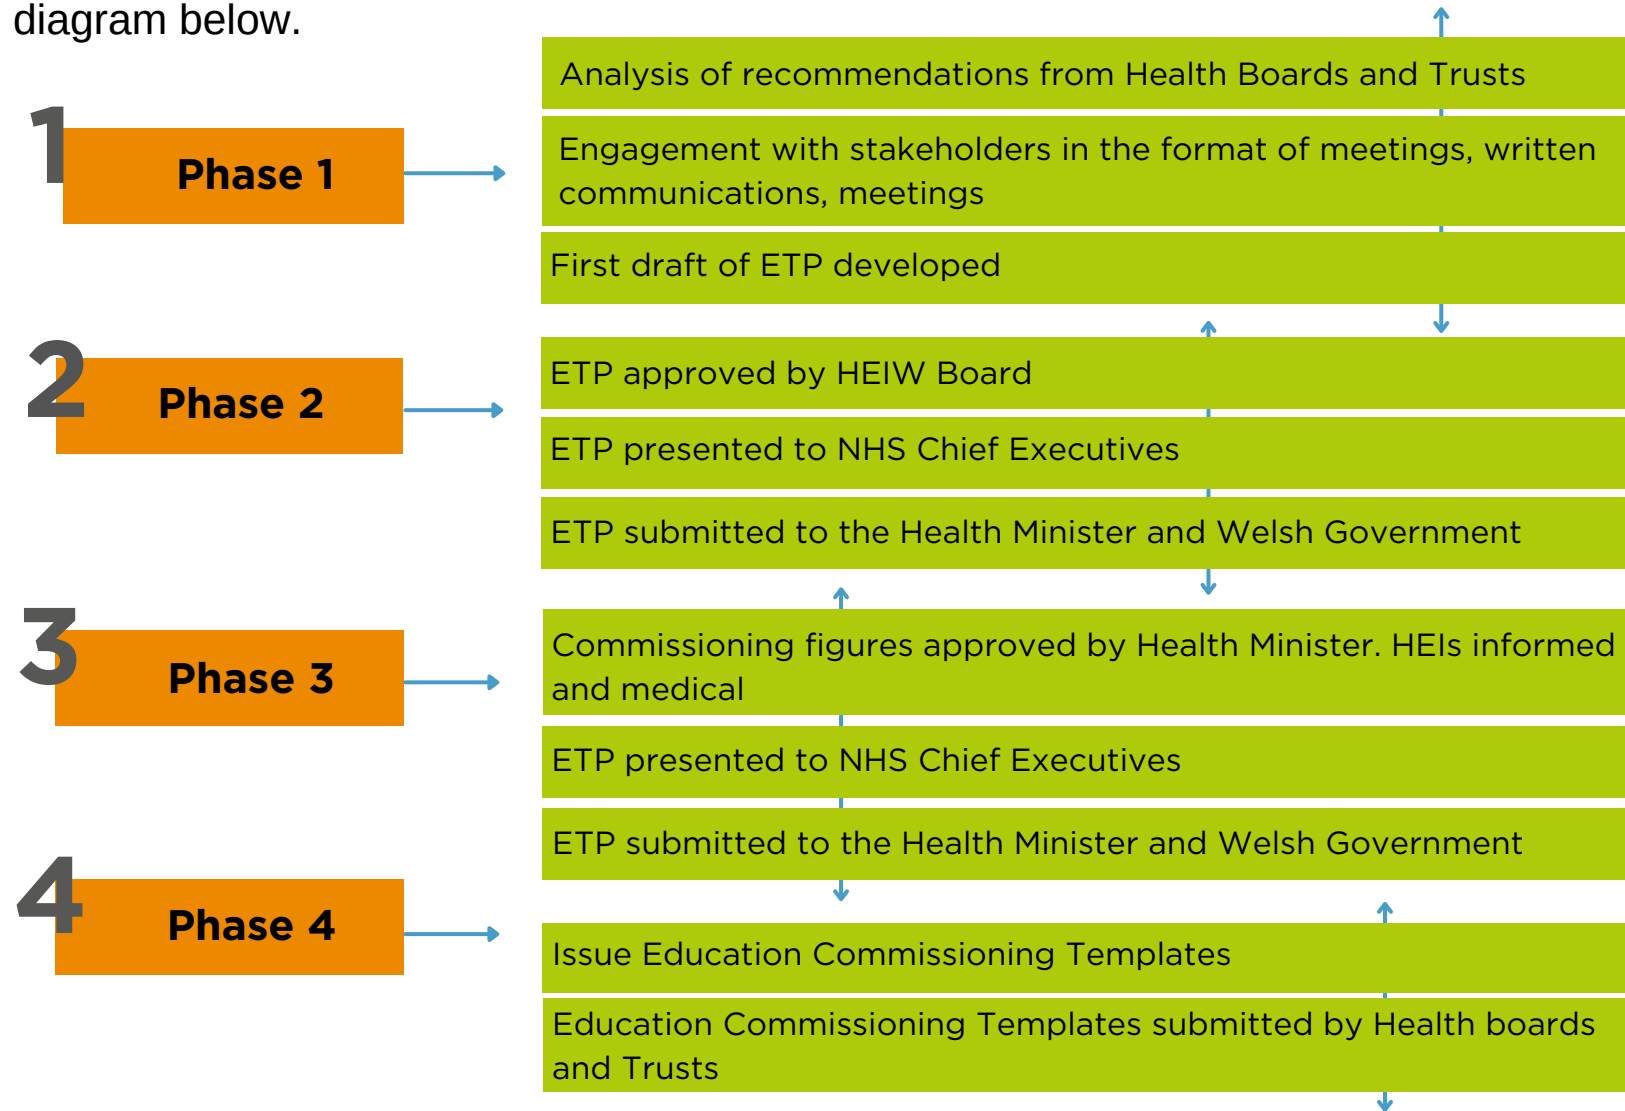 diagram below.
1
Phase 1
Analysis of recommendations from Health Boards and Trusts
Engagement with stakeholders in the format of meetings, written
communications, meetings
First draft of ETP developed
2
Phase 2
ETP approved by HEIW Board
ETP presented to NHS Chief Executives
ETP submitted to the Health Minister and Welsh Government
3
Phase 3
Commissioning figures approved by Health Minister. HEIs informed
and medical
ETP presented to NHS Chief Executives
ETP submitted to the Health Minister and Welsh Government
4
Phase 4
Issue Education Commissioning Templates
Education Commissioning Templates submitted by Health boards
and Trusts